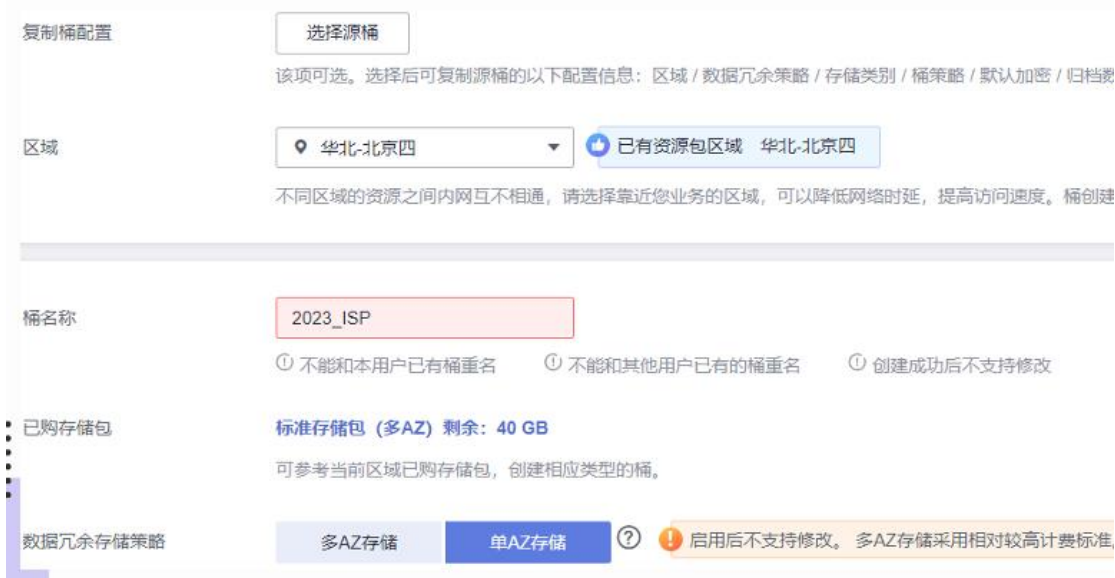 复制桶配置 选择源桶
该项可选。选择后可复制源桶的以下配置信息：区域 / 数据冗余策略 / 存储类别 / 桶策略 / 默认加密 / 归档数
区域 华北-北京四 已有资源包区域 华北-北京四
不同区域的资源之间内网互不相通，请选择靠近您业务的区域，可以降低网络时延，提高访问速度。桶创建
桶名称 2023_ISP
不能和本用户已有桶重名 不能和其他用户已有的桶重名 创建成功后不支持修改
已购存储包 标准存储包（多AZ）剩余：40 GB
可参考当前区域已购存储包，创建相应类型的桶。
数据冗余存储策略 多AZ存储 单AZ存储 启用后不支持修改。 多AZ存储采用相对较高计费标准。